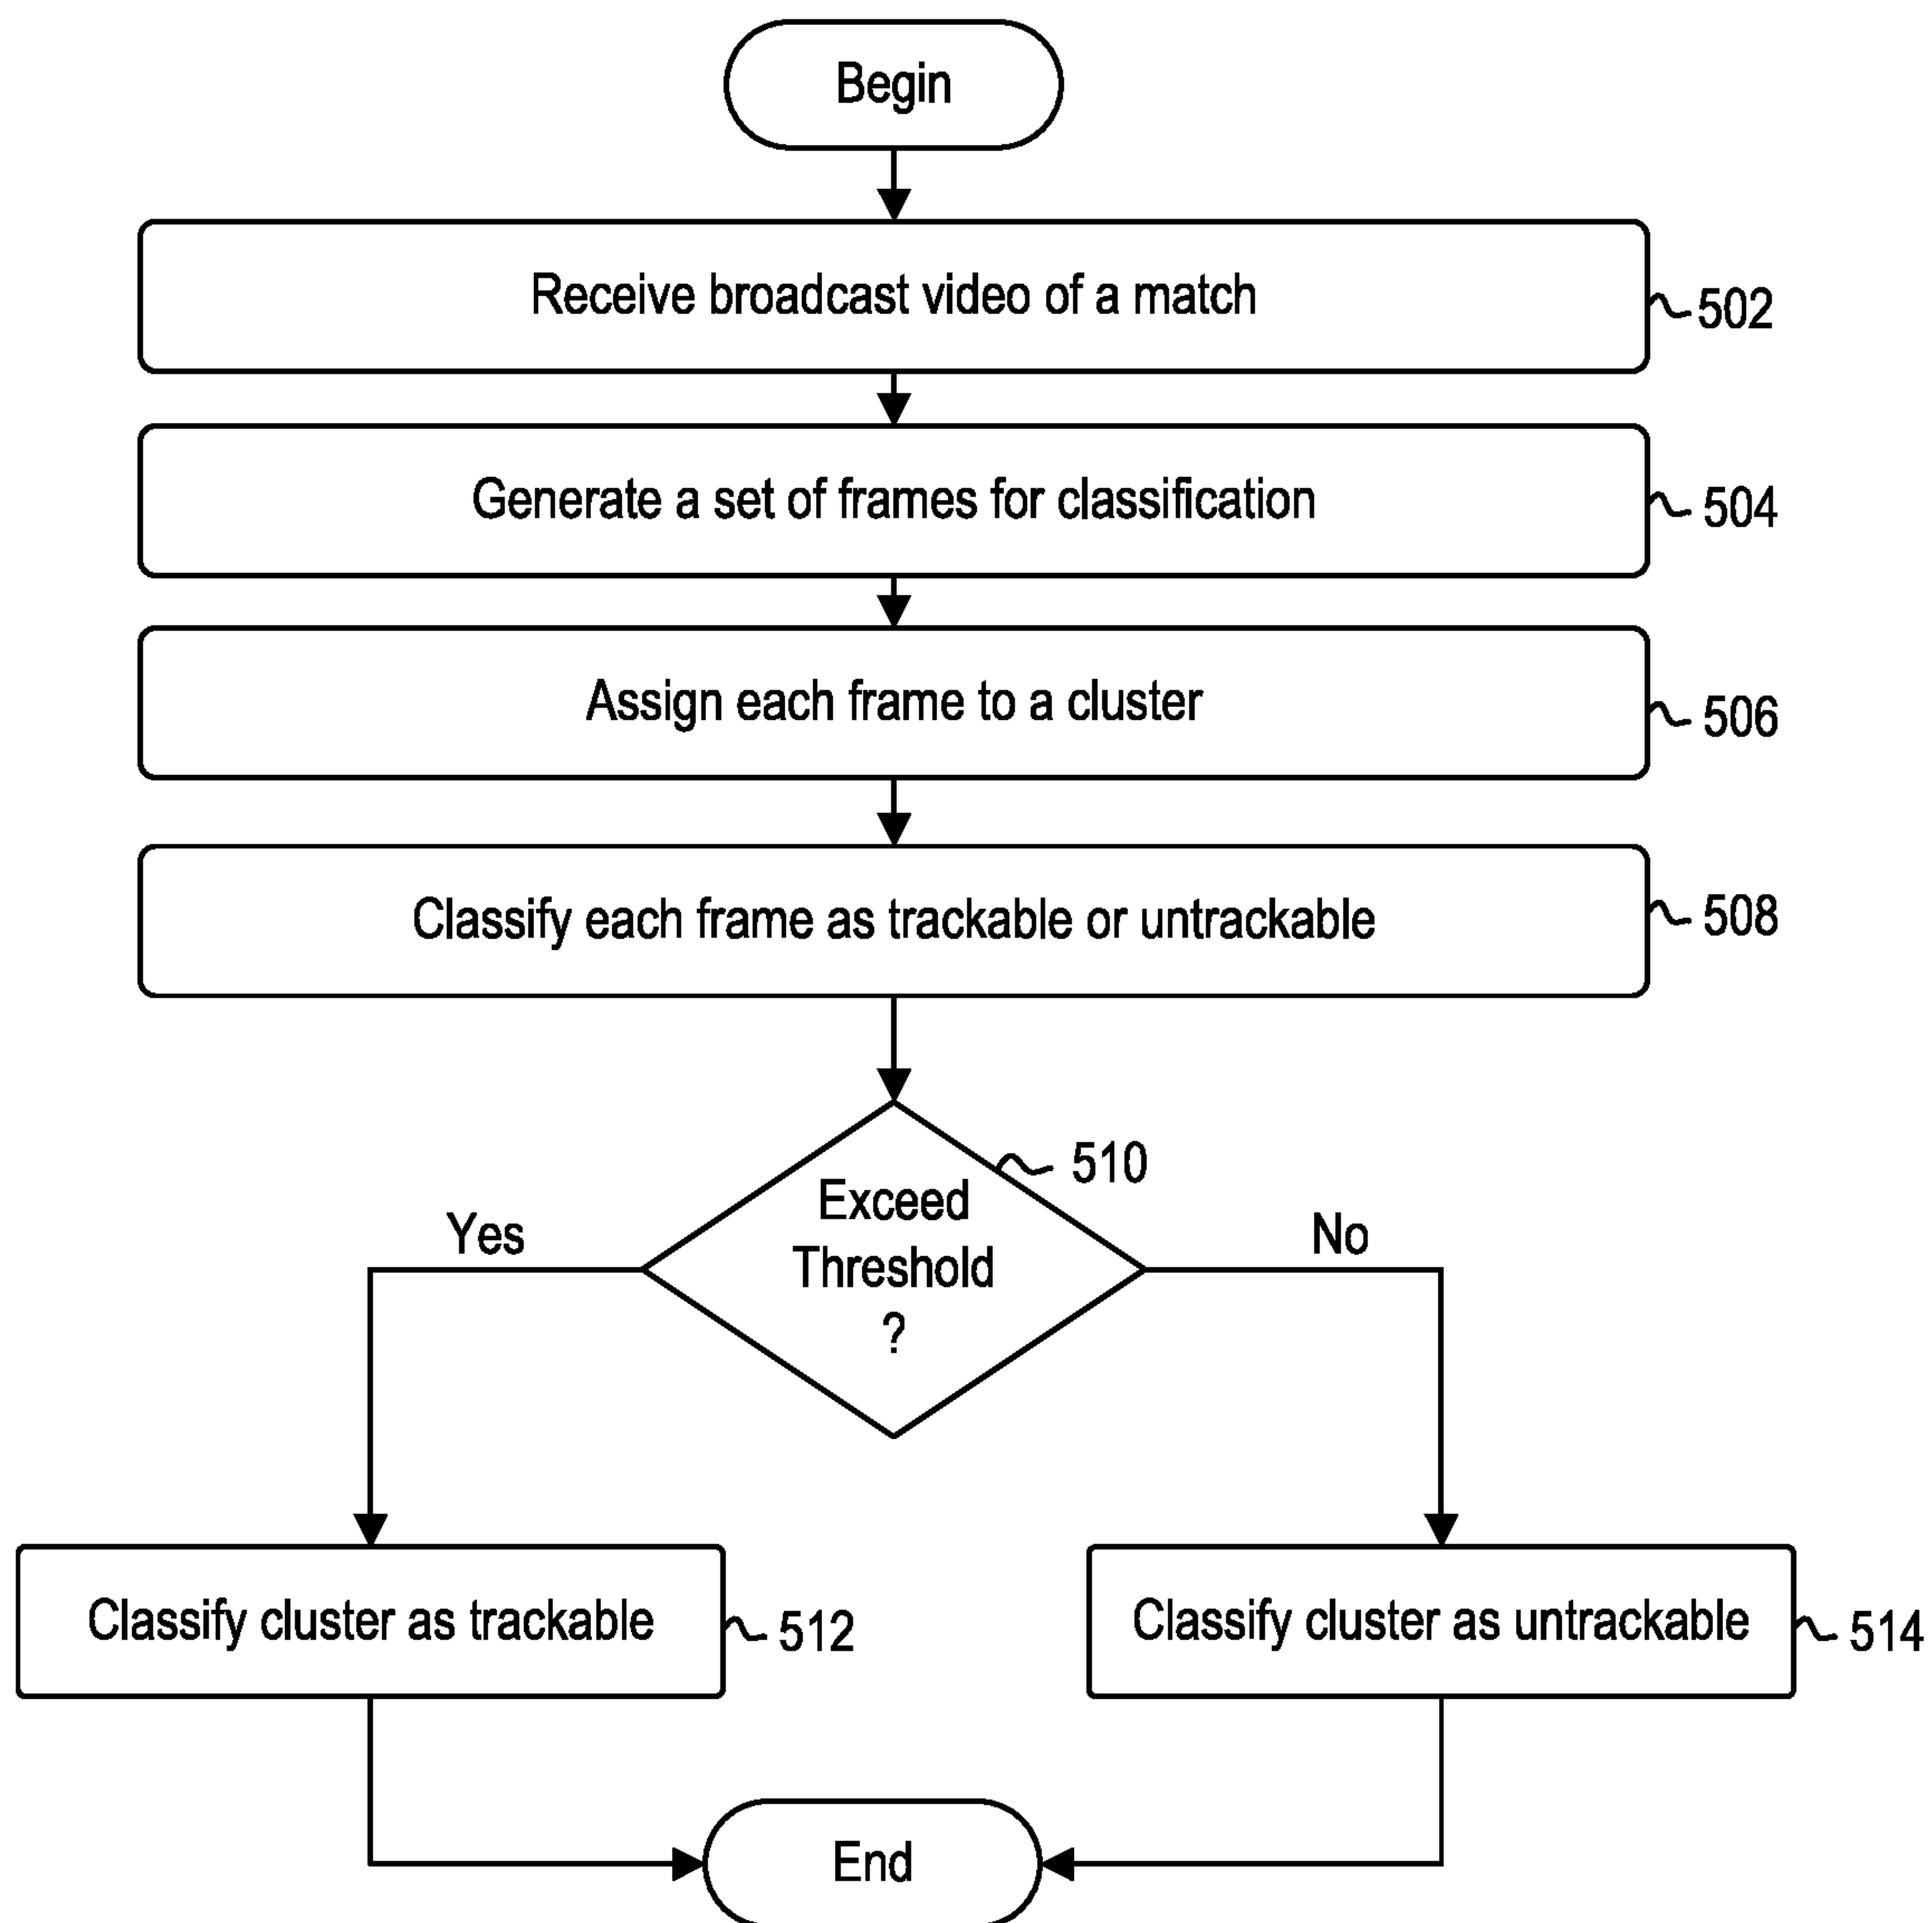 Begin
Receive broadcast video of a match
502
Generate a set of frames for classification
504
Assign each frame to a cluster
506
Classify each frame as trackable or untrackable
508
510
Exceed
Threshold
?
Yes
No
Classify cluster as trackable
512
Classify cluster as untrackable
514
End